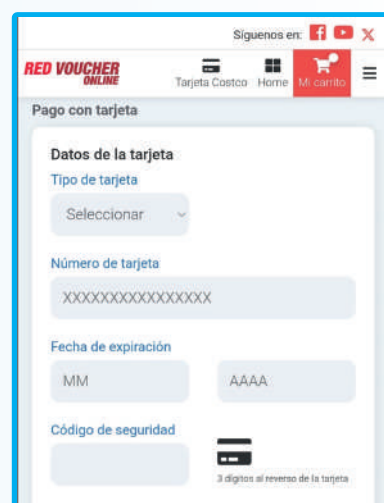 Síguenos en:
RED VOUCHER
ONLINE
Tarjeta Costco Home Mi carrito
Pago con tarjeta
Datos de la tarjeta
Tipo de tarjeta
Seleccionar
Número de tarjeta
XXXXXXXXXXXXXXXX
Fecha de expiración
MM AAAA
Código de seguridad
3 dígitos al reverso de la tarjeta